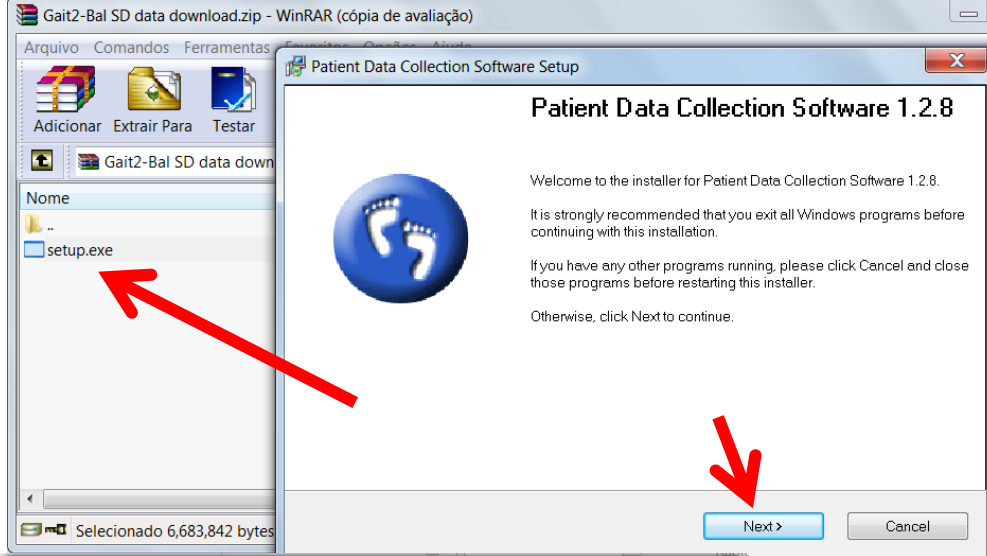 Gait2-Bal SD data download.zip - WinRAR (cópia de avaliação)
Arquivo Comandos Ferramentas Favoritos Opções Ajuda
Patient Data Collection Software Setup
Adicionar Extrair Para Testar
Gait2-Bal SD data down
Nome
..
setup.exe
Patient Data Collection Software 1.2.8
Welcome to the installer for Patient Data Collection Software 1.2.8.
It is strongly recommended that you exit all Windows programs before
continuing with this installation.
If you have any other programs running, please click Cancel and close
those programs before restarting this installer.
Otherwise, click Next to continue.
Selecionado 6,683,842 bytes
Next >
Cancel